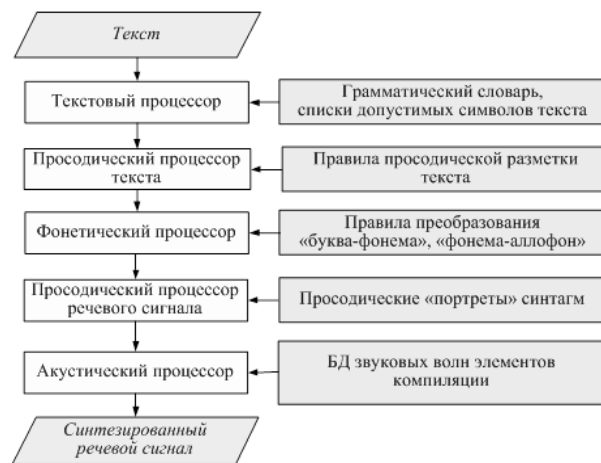 Текст
Текстовый процессор
Грамматический словарь,
списки допустимых символов текста
Просодический процессор
текста
Правила просодической разметки
текста
Фонетический процессор
Правила преобразования
«буква-фонема», «фонема-аллофон»
Просодический процессор
речевого сигнала
Просодические «портреты» синтагм
Акустический процессор
БД звуковых волн элементов
компиляции
Синтезированный
речевой сигнал